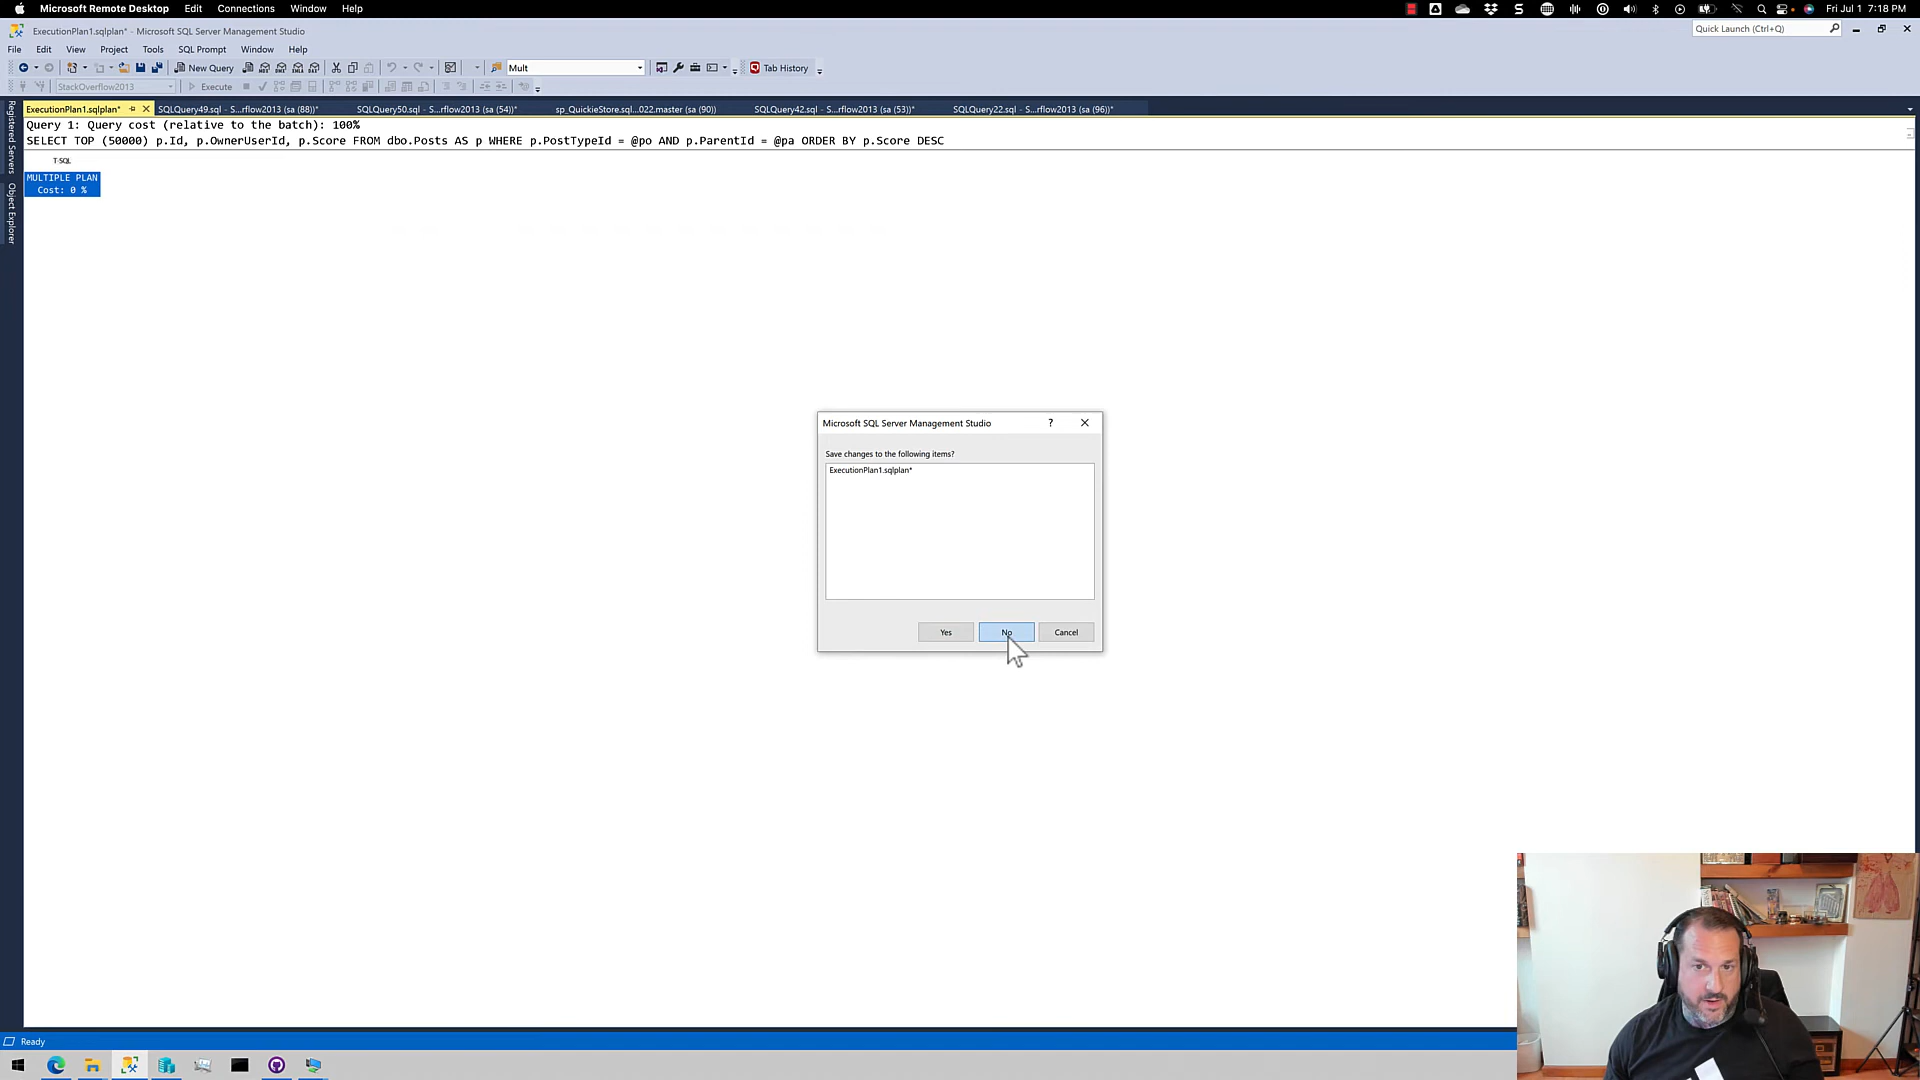 Microsoft Remote Desktop Edit Connections Window Help
Fri Jul 1 7:18 PM
ExecutionPlan1.sqlplan* - Microsoft SQL Server Management Studio
Quick Launch (Ctrl+Q)
File Edit View Project Tools SQL Prompt Window Help
New Query
Mult
Tab History
StackOverflow2013
Execute
ExecutionPlan1.sqlplan*
SQLQuery49.sql - S...rflow2013 (sa (88))*
SQLQuery50.sql - S...rflow2013 (sa (54))*
sp_QuickieStore.sql...022.master (sa (90))
SQLQuery42.sql - S...rflow2013 (sa (53))*
SQLQuery22.sql - S...rflow2013 (sa (96))*
Registered Servers
Object Explorer
Query 1: Query cost (relative to the batch): 100%
SELECT TOP (50000) p.Id, p.OwnerUserId, p.Score FROM dbo.Posts AS p WHERE p.PostTypeId = @po AND p.ParentId = @pa ORDER BY p.Score DESC
T-SQL
MULTIPLE PLAN
Cost: 0 %
Microsoft SQL Server Management Studio
?
Save changes to the following items?
ExecutionPlan1.sqlplan*
Yes
No
Cancel
Ready